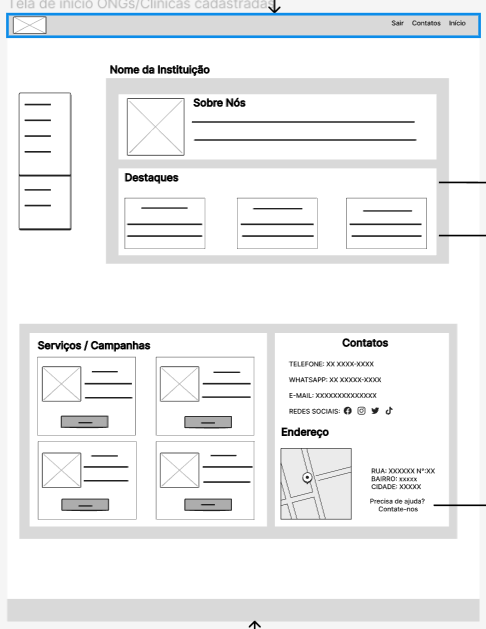 Tela de início ONGs/Clínicas cadastradas
Sair Contatos Início
Nome da Instituição
Sobre Nós
Destaques
Serviços / Campanhas
Contatos
TELEFONE: XX XXXX-XXXX
WHATSAPP: XX XXXXX-XXXX
E-MAIL: XXXXXXXXXXXXXX
REDES SOCIAIS:
Endereço
RUA: XXXXXX N°:XX
BAIRRO: xxxxx
CIDADE: XXXXX
Precisa de ajuda?
Contate-nos